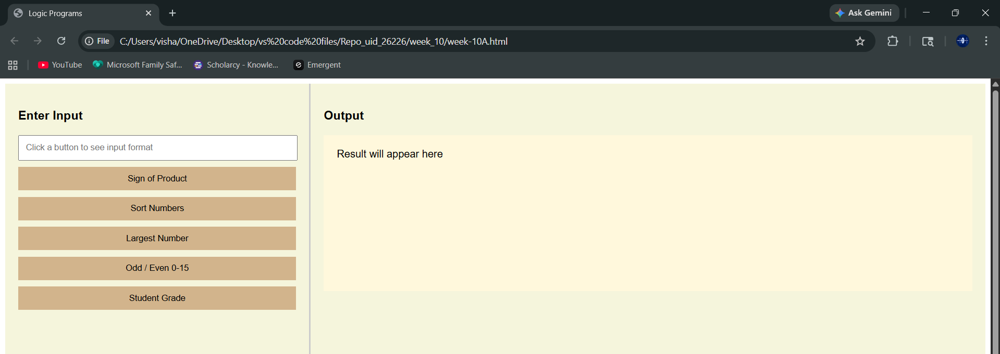 Logic Programs
Ask Gemini
File
C:/Users/visha/OneDrive/Desktop/vs%20code%20files/Repo_uid_26226/week_10/week-10A.html
YouTube
Microsoft Family Saf...
Scholarcy - Knowle...
Emergent
Enter Input
Click a button to see input format
Sign of Product
Sort Numbers
Largest Number
Odd / Even 0-15
Student Grade
Output
Result will appear here